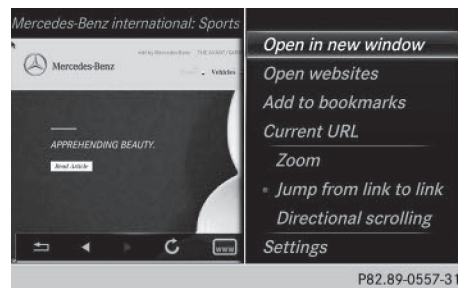 Mercedes-Benz international: Sports
Mercedes-Benz
Vehicles
APPREHENDING BEAUTY.
Read Article
www
Open in new window
Open websites
Add to bookmarks
Current URL
Zoom
Jump from link to link
Directional scrolling
Settings
P82.89-0557-31